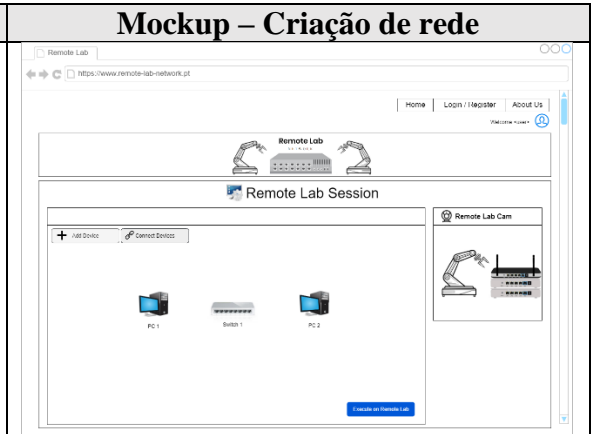 Mockup – Criação de rede
Remote Lab
https://www.remote-lab-network.pt
Home
Login / Register
About Us
Welcome <user>
Remote Lab
Remote Lab Session
Remote Lab Cam
Add Device
Connect Devices
PC 1
Switch 1
PC 2
Execute on Remote Lab